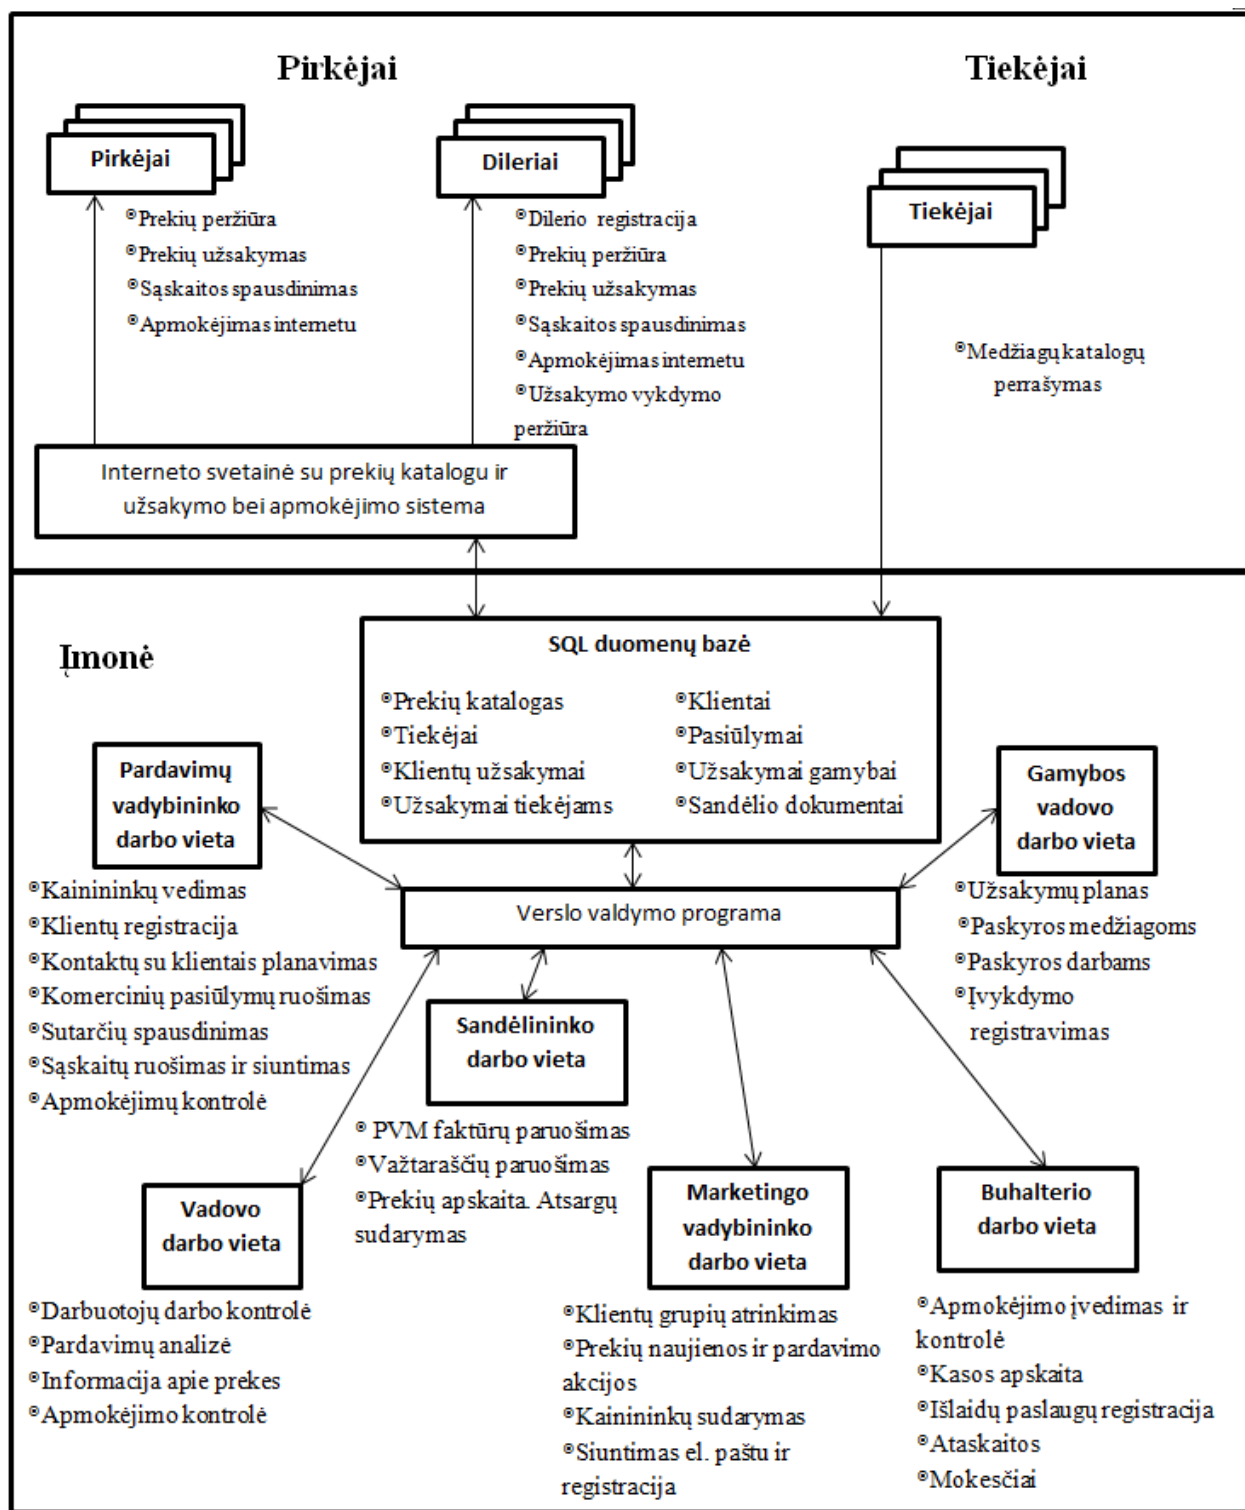 Pirkėjai
Tiekėjai
Pirkėjai
®Prekių peržiūra
®Prekių užsakymas
®Sąskaitos spausdinimas
®Apmokėjimas internetu
Dileriai
®Dilerio registracija
®Prekių peržiūra
®Prekių užsakymas
®Sąskaitos spausdinimas
®Apmokėjimas internetu
®Užsakymo vykdymo
peržiūra
Tiekėjai
®Medžiagų katalogų
perrašymas
Interneto svetainė su prekių katalogu ir
užsakymo bei apmokėjimo sistema
Įmonė
SQL duomenų bazė
®Prekių katalogas
®Tiekėjai
®Klientų užsakymai
®Užsakymai tiekėjams
®Klientai
®Pasiūlymai
®Užsakymai gamybai
®Sandėlio dokumentai
Pardavimų
vadybininko
darbo vieta
®Kainininkų vedimas
®Klientų registracija
®Kontaktų su klientais planavimas
®Komercinių pasiūlymų ruošimas
®Sutarčių spausdinimas
®Sąskaitų ruošimas ir siuntimas
®Apmokėjimų kontrolė
Verslo valdymo programa
Gamybos
vadovo
darbo vieta
®Užsakymų planas
®Paskyros medžiagoms
®Paskyros darbams
®Įvykdymo
registravimas
Sandėlininko
darbo vieta
® PVM faktūrų paruošimas
®Važtaraščių paruošimas
®Prekių apskaita. Atsargų
sudarymas
Vadovo
darbo vieta
®Darbuotojų darbo kontrolė
®Pardavimų analizė
®Informacija apie prekes
®Apmokėjimo kontrolė
Marketingo
vadybininko
darbo vieta
®Klientų grupių atrinkimas
®Prekių naujienos ir pardavimo
akcijos
®Kainininkų sudarymas
®Siuntimas el. paštu ir
registracija
Buhalterio
darbo vieta
®Apmokėjimo įvedimas ir
kontrolė
®Kasos apskaita
®Išlaidų paslaugų registracija
®Ataskaitos
®Mokesčiai